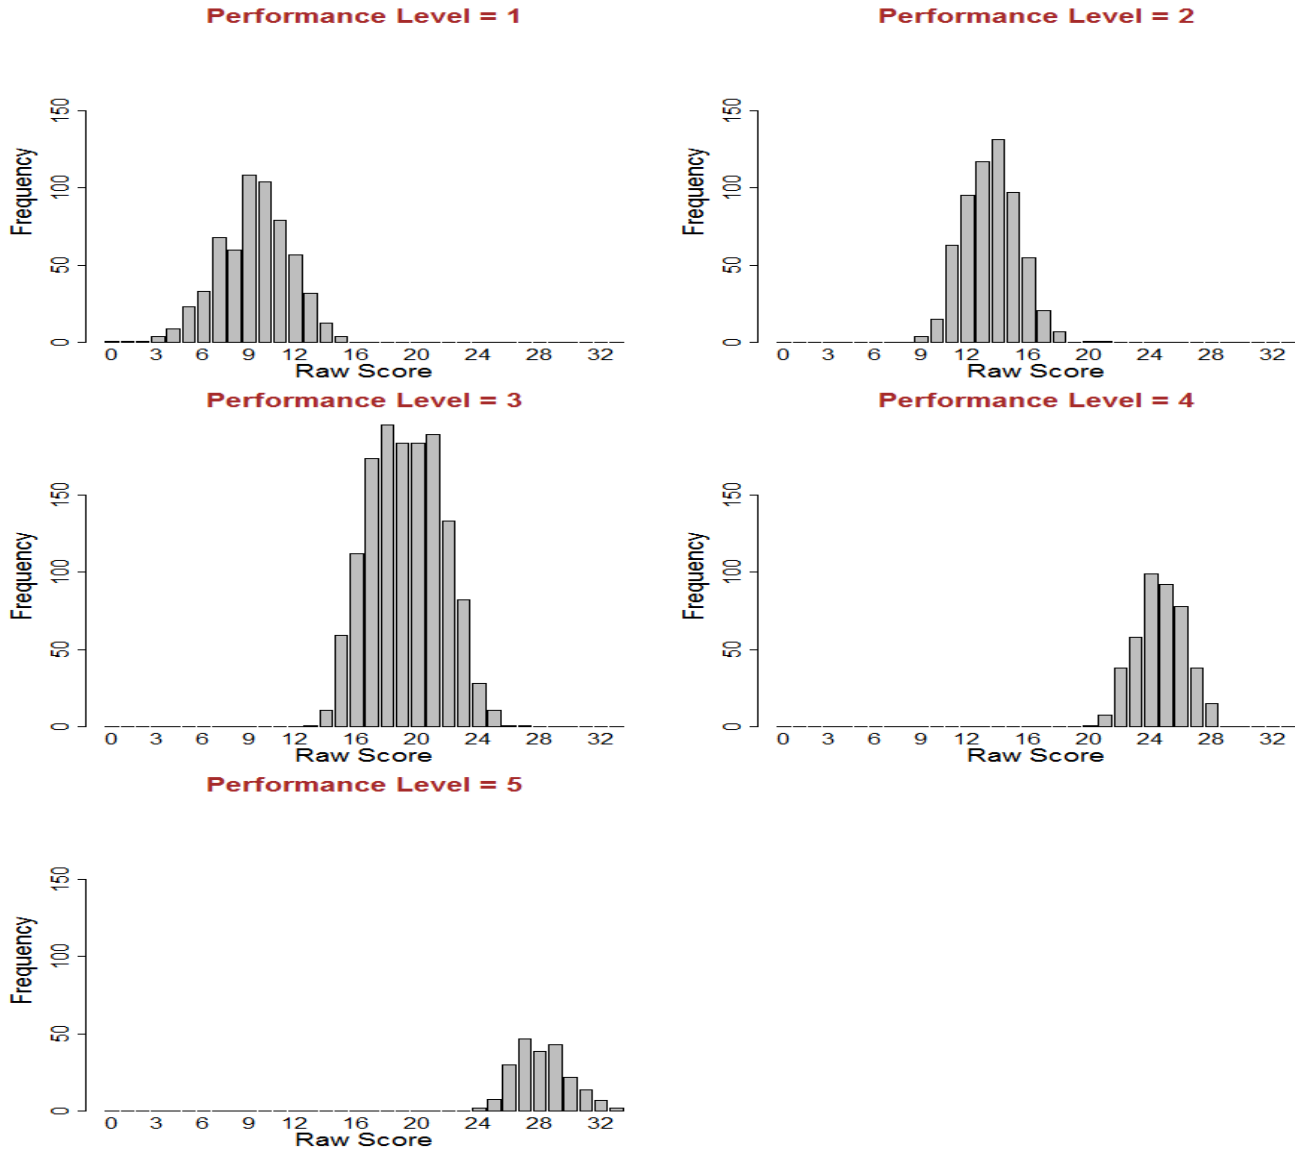 Performance Level = 1
Frequency
0 50 100 150
0 3 6 9 12 16 20 24 28 32
Raw Score
Performance Level = 2
Frequency
0 50 100 150
0 3 6 9 12 16 20 24 28 32
Raw Score
Performance Level = 3
Frequency
0 50 100 150
0 3 6 9 12 16 20 24 28 32
Raw Score
Performance Level = 4
Frequency
0 50 100 150
0 3 6 9 12 16 20 24 28 32
Raw Score
Performance Level = 5
Frequency
0 50 100 150
0 3 6 9 12 16 20 24 28 32
Raw Score